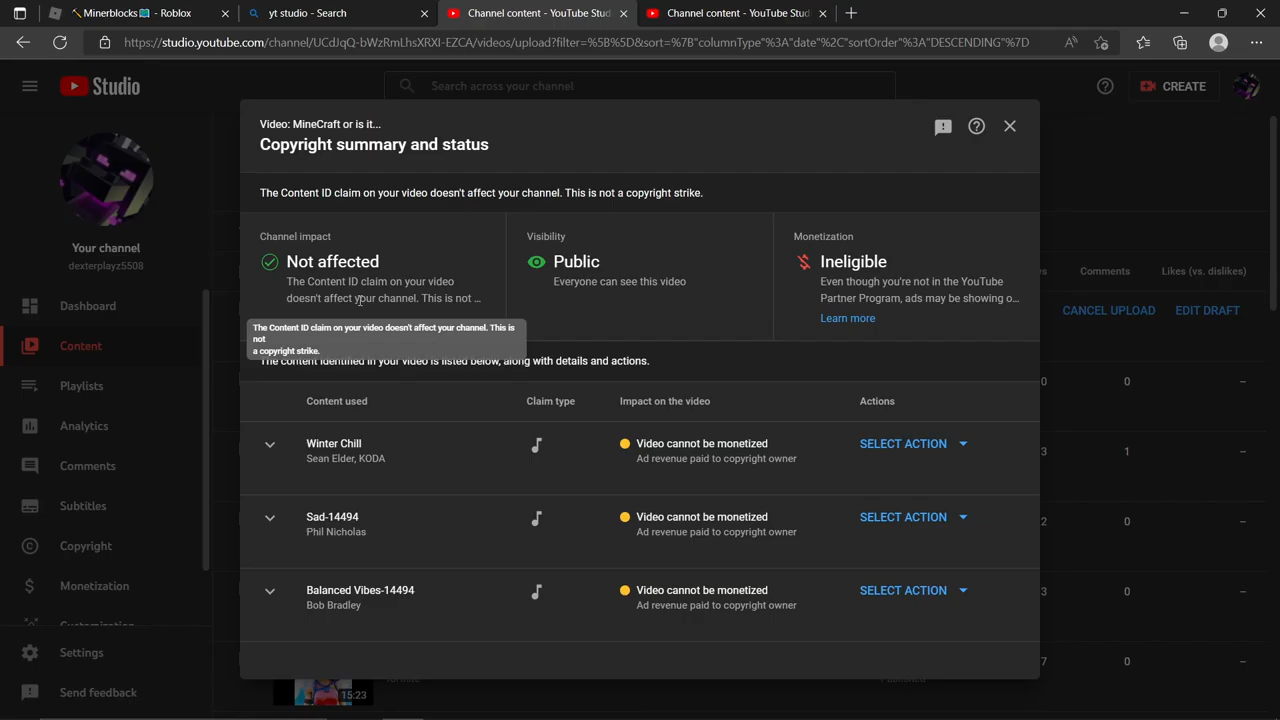 Minerblocks - Roblox
yt studio - Search
Channel content - YouTube Stud
Channel content - YouTube Stud
https://studio.youtube.com/channel/UCdJqQ-bWzRmLhsXRXI-EZCA/videos/upload?filter=%5B%5D&sort=%7B"columnType"%3A"date"%2C"sortOrder"%3A"DESCENDING"%7D
Studio
Search across your channel
CREATE
Your channel
dexterplayz5508
Dashboard
Content
Playlists
Analytics
Comments
Subtitles
Copyright
Monetization
Customization
Settings
Send feedback
Video: MineCraft or is it...
Copyright summary and status
The Content ID claim on your video doesn't affect your channel. This is not a copyright strike.
Channel impact
Not affected
The Content ID claim on your video
doesn't affect your channel. This is not ...
Visibility
Public
Everyone can see this video
Monetization
Ineligible
Even though you're not in the YouTube
Partner Program, ads may be showing o...
Learn more
The Content ID claim on your video doesn't affect your channel. This is
not
a copyright strike.
The content identified in your video is listed below, along with details and actions.
Content used
Claim type
Impact on the video
Actions
Winter Chill
Sean Elder, KODA
Video cannot be monetized
Ad revenue paid to copyright owner
SELECT ACTION
Sad-14494
Phil Nicholas
Video cannot be monetized
Ad revenue paid to copyright owner
SELECT ACTION
Balanced Vibes-14494
Bob Bradley
Video cannot be monetized
Ad revenue paid to copyright owner
SELECT ACTION
Comments
Likes (vs. dislikes)
CANCEL UPLOAD
EDIT DRAFT
0 0 –
3 1 –
2 0 –
3 0 –
7 0 –
15:23